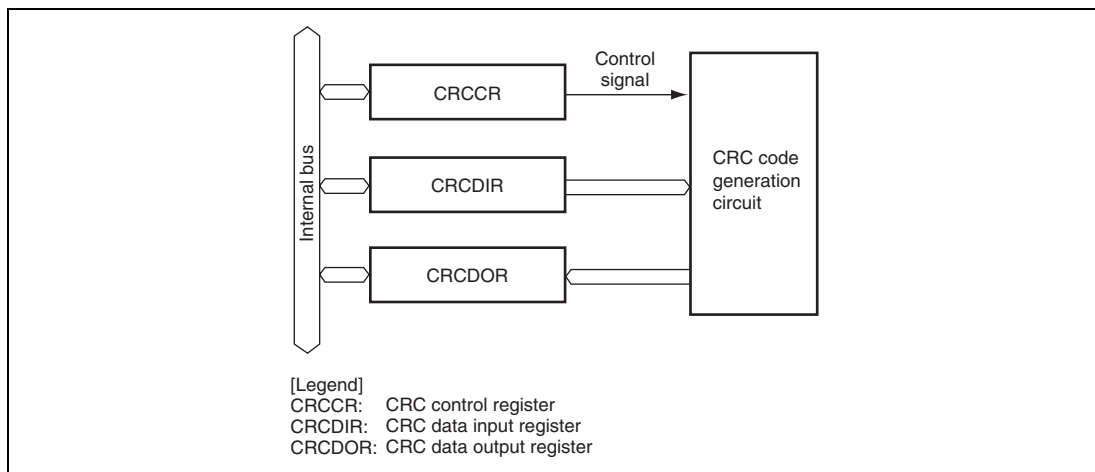 Control
signal
CRCCR
CRCDIR
CRCDOR
Internal bus
CRC code
generation
circuit
[Legend]
CRCCR: CRC control register
CRCDIR: CRC data input register
CRCDOR: CRC data output register